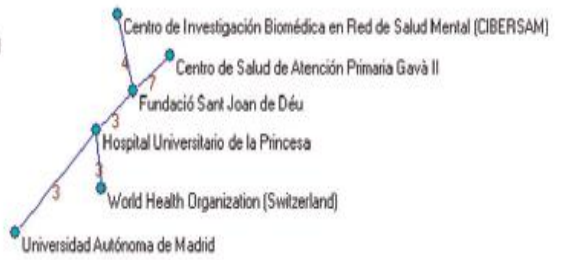 Centro de Investigación Biomédica en Red de Salud Mental (CIBERSAM)
4
Centro de Salud de Atención Primaria Gavà II
7
Fundació Sant Joan de Déu
3
Hospital Universitario de la Princesa
3
World Health Organization (Switzerland)
3
Universidad Autónoma de Madrid